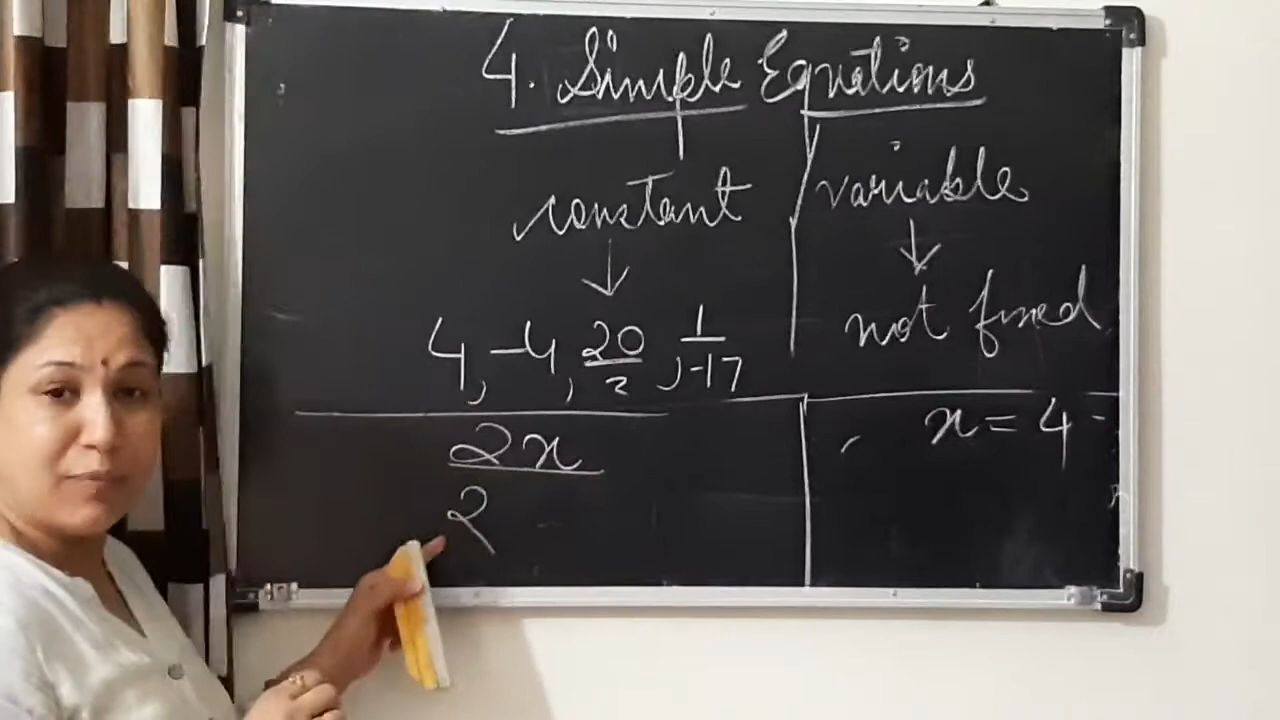 4. Simple Equations
constant
variable
not fixed
4, -4, 20/2, 1/-17
2x
2
x = 4 -